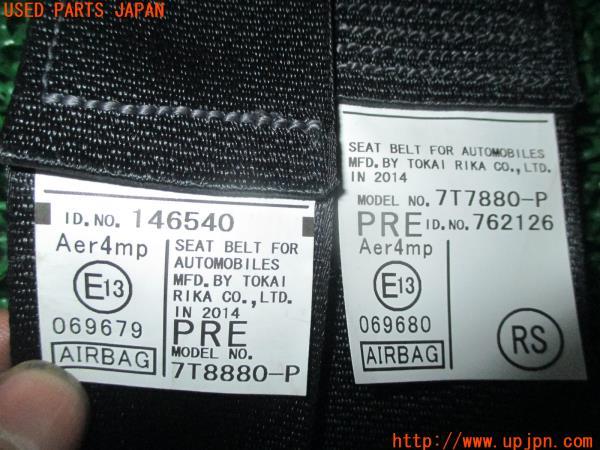 USED PARTS JAPAN
ID.NO. 146540
Aer4mp
E13
069679
AIRBAG
SEAT BELT FOR
AUTOMOBILES
MFD.BY TOKAI
RIKA CO.,LTD.
IN 2014
PRE
MODEL NO.
7T8880-P
SEAT BELT FOR AUTOMOBILES
MFD.BY TOKAI RIKA CO.,LTD.
IN 2014
MODEL NO. 7T7880-P
PRE ID.NO.762126
Aer4mp
E13
069680
AIRBAG
RS
http://www.upjpn.com/